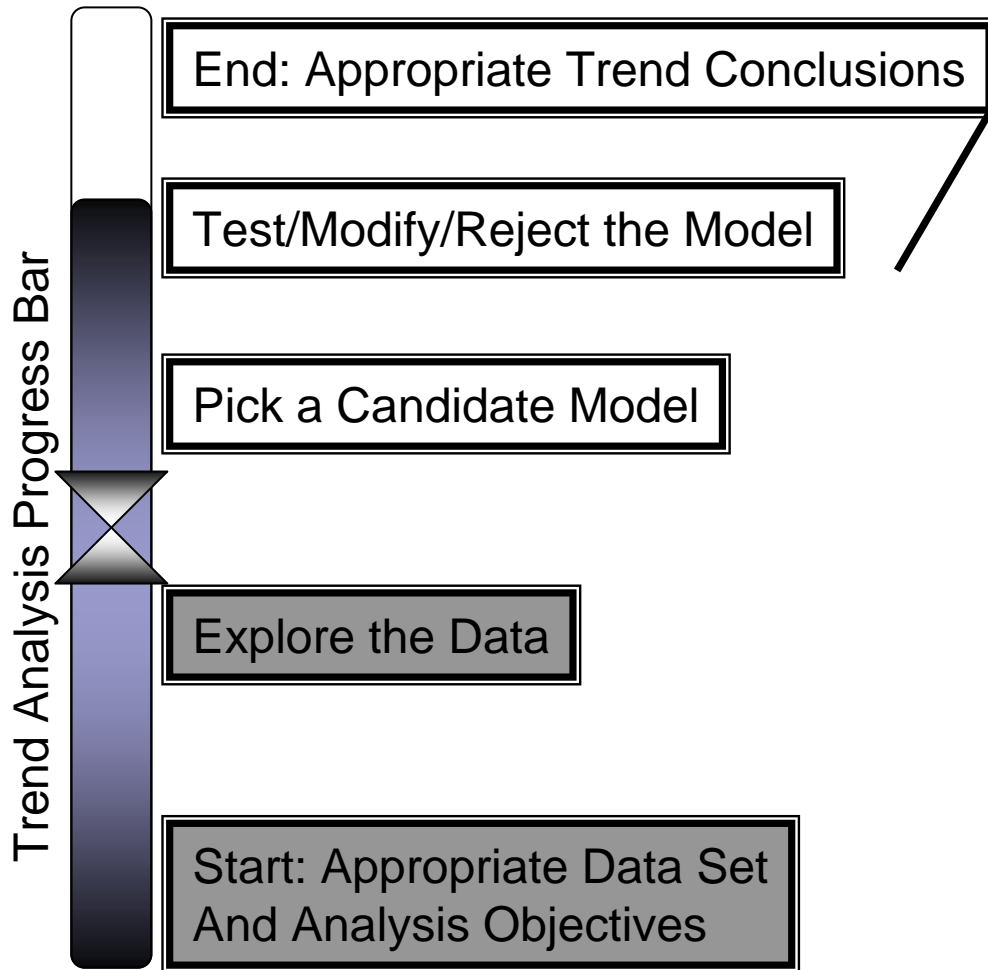 End: Appropriate Trend Conclusions
Test/Modify/Reject the Model
Pick a Candidate Model
Explore the Data
Start: Appropriate Data Set
And Analysis Objectives
Trend Analysis Progress Bar